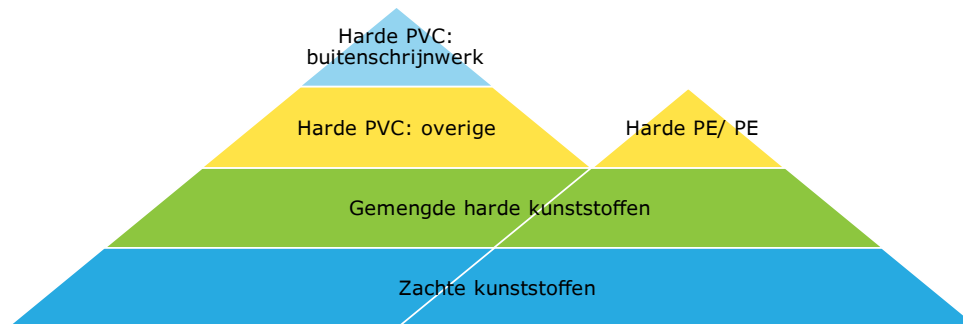 Harde PVC:
buitenschrijnwerk
Harde PVC: overige
Harde PE/ PE
Gemengde harde kunststoffen
Zachte kunststoffen